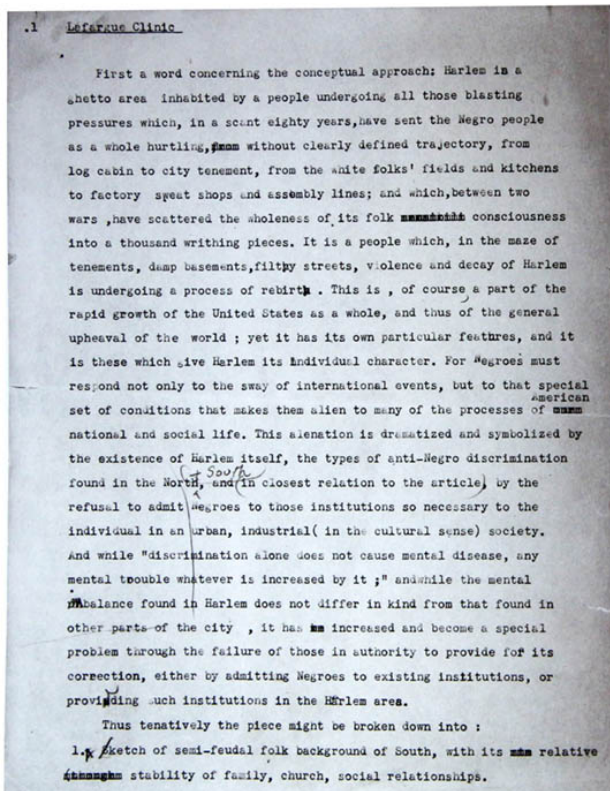 .1 Lafargue Clinic
First a word concerning the conceptual approach: Harlem is a
ghetto area inhabited by a people undergoing all those blasting
pressures which, in a scant eighty years,have sent the Negro people
as a whole hurtling, without clearly defined trajectory, from
log cabin to city tenement, from the white folks' fields and kitchens
to factory sweat shops and assembly lines; and which,between two
wars ,have scattered the wholeness of its folk consciousness
into a thousand writhing pieces. It is a people which, in the maze of
tenements, damp basements,filthy streets, violence and decay of Harlem
is undergoing a process of rebirth . This is , of course a part of the
rapid growth of the United States as a whole, and thus of the general
upheaval of the world ; yet it has its own particular features, and it
is these which give Harlem its individual character. For Negroes must
respond not only to the sway of international events, but to that special
American
set of conditions that makes them alien to many of the processes of
national and social life. This alenation is dramatized and symbolized by
the existence of Harlem itself, the types of anti-Negro discrimination
+ South
found in the North, and (in closest relation to the article) by the
refusal to admit Negroes to those institutions so necessary to the
individual in an urban, industrial( in the cultural sense) society.
And while "discrimination alone does not cause mental disease, any
mental trouble whatever is increased by it ;" andwhile the mental
imbalance found in Harlem does not differ in kind from that found in
other parts of the city , it has increased and become a special
problem through the failure of those in authority to provide for its
correction, either by admitting Negroes to existing institutions, or
providing such institutions in the Harlem area.
Thus tenatively the piece might be broken down into :
1. Sketch of semi-feudal folk background of South, with its relative
stability of family, church, social relationships.